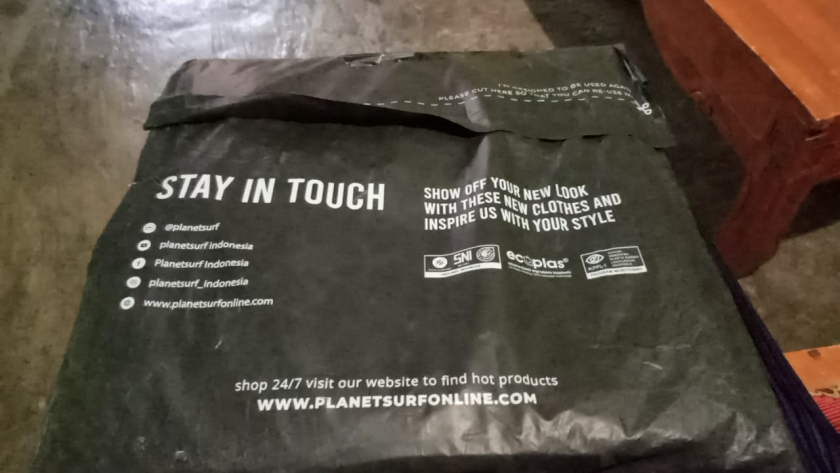 I'M DESIGNED TO BE USED AGAIN
PLEASE CUT HERE SO THAT YOU CAN RE-USE
STAY IN TOUCH
@planetsurf
planetsurf indonesia
Planet Surf Indonesia
planetsurf_indonesia
www.planetsurfonline.com
SHOW OFF YOUR NEW LOOK
WITH THESE NEW CLOTHES AND
INSPIRE US WITH YOUR STYLE
SNI
ecoplas
shop 24/7 visit our website to find hot products
WWW.PLANETSURFONLINE.COM